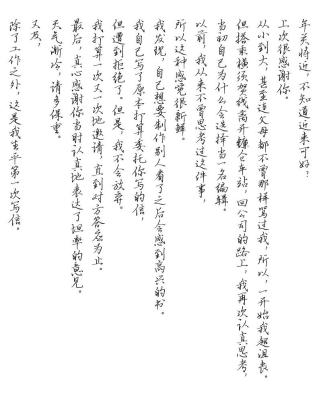 年关将近，不知道近来可好？
上次很感谢你。
从小到大，甚至连父母都不曾那样骂过我，所以，一开始我超沮丧。
但搭乘横须贺线离开镰仓车站，回公司的路上，我再次认真思考，
当初自己为什么会选择当一名编辑。
以前，我从来不曾思考过这件事，
所以这种感觉很新鲜。
我发现，自己想要制作别人看了之后会感到高兴的书。
我自己写了原本打算委托你写的信，
但遭到拒绝了。但是，我不会放弃。
我打算一次又一次地邀请，直到对方答应为止。
最后，真心感谢你当时认真地表达了坦率的意见。
天气渐冷，请多保重。
又及，
除了工作之外，这是我生平第一次写信。